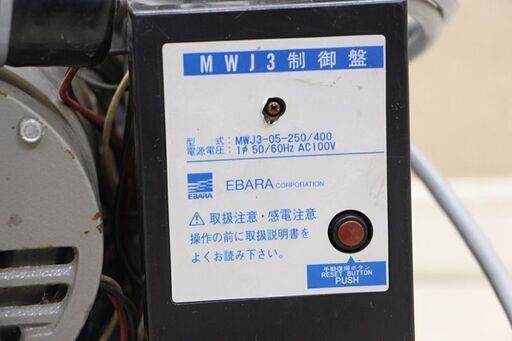 MWJ3制御盤
型　式：MWJ3-05-250/400
電源電圧：1φ 50/60Hz AC100V
EBARA
EBARA CORPORATION
⚠取扱注意・感電注意
操作の前に取扱説明書を
よくお読み下さい。
手動復帰ボタン
RESET BUTTON
PUSH